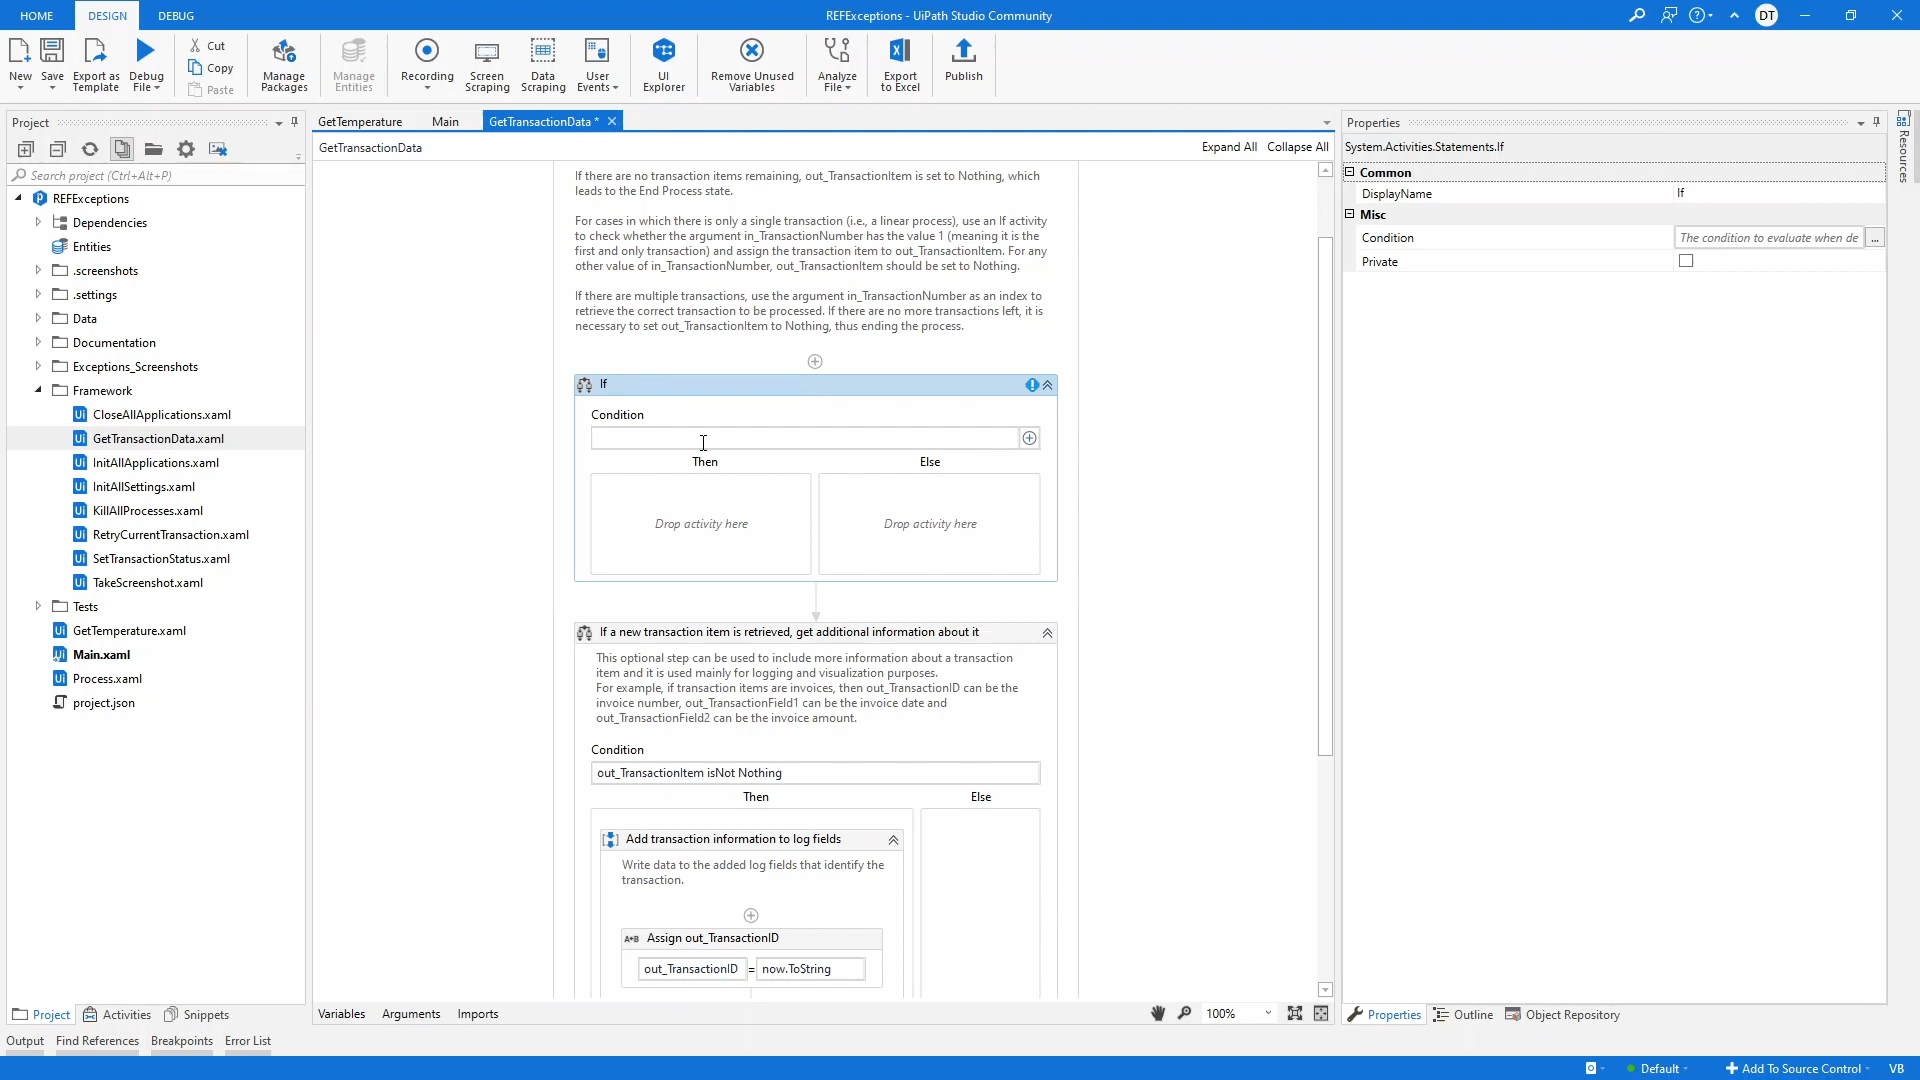 HOME
DESIGN
DEBUG
REFExceptions - UiPath Studio Community
DT
New
Save
Export as
Template
Debug
File
Cut
Copy
Paste
Manage
Packages
Manage
Entities
Recording
Screen
Scraping
Data
Scraping
User
Events
UI
Explorer
Remove Unused
Variables
Analyze
File
Export
to Excel
Publish
Project
Search project (Ctrl+Alt+P)
REFExceptions
Dependencies
Entities
.screenshots
.settings
Data
Documentation
Exceptions_Screenshots
Framework
CloseAllApplications.xaml
GetTransactionData.xaml
InitAllApplications.xaml
InitAllSettings.xaml
KillAllProcesses.xaml
RetryCurrentTransaction.xaml
SetTransactionStatus.xaml
TakeScreenshot.xaml
Tests
GetTemperature.xaml
Main.xaml
Process.xaml
project.json
Project
Activities
Snippets
GetTemperature
Main
GetTransactionData *
GetTransactionData
Expand All
Collapse All
If there are no transaction items remaining, out_TransactionItem is set to Nothing, which
leads to the End Process state.
For cases in which there is only a single transaction (i.e., a linear process), use an If activity
to check whether the argument in_TransactionNumber has the value 1 (meaning it is the
first and only transaction) and assign the transaction item to out_TransactionItem. For any
other value of in_TransactionNumber, out_TransactionItem should be set to Nothing.
If there are multiple transactions, use the argument in_TransactionNumber as an index to
retrieve the correct transaction to be processed. If there are no more transactions left, it is
necessary to set out_TransactionItem to Nothing, thus ending the process.
If
Condition
Then
Else
Drop activity here
Drop activity here
If a new transaction item is retrieved, get additional information about it
This optional step can be used to include more information about a transaction
item and it is used mainly for logging and visualization purposes.
For example, if transaction items are invoices, then out_TransactionID can be the
invoice number, out_TransactionField1 can be the invoice date and
out_TransactionField2 can be the invoice amount.
Condition
out_TransactionItem isNot Nothing
Then
Else
Add transaction information to log fields
Write data to the added log fields that identify the
transaction.
A+B Assign out_TransactionID
out_TransactionID = now.ToString
Variables
Arguments
Imports
100%
Properties
System.Activities.Statements.If
Common
DisplayName
If
Misc
Condition
The condition to evaluate when de
...
Private
Resources
Properties
Outline
Object Repository
Output
Find References
Breakpoints
Error List
Default
Add To Source Control
VB